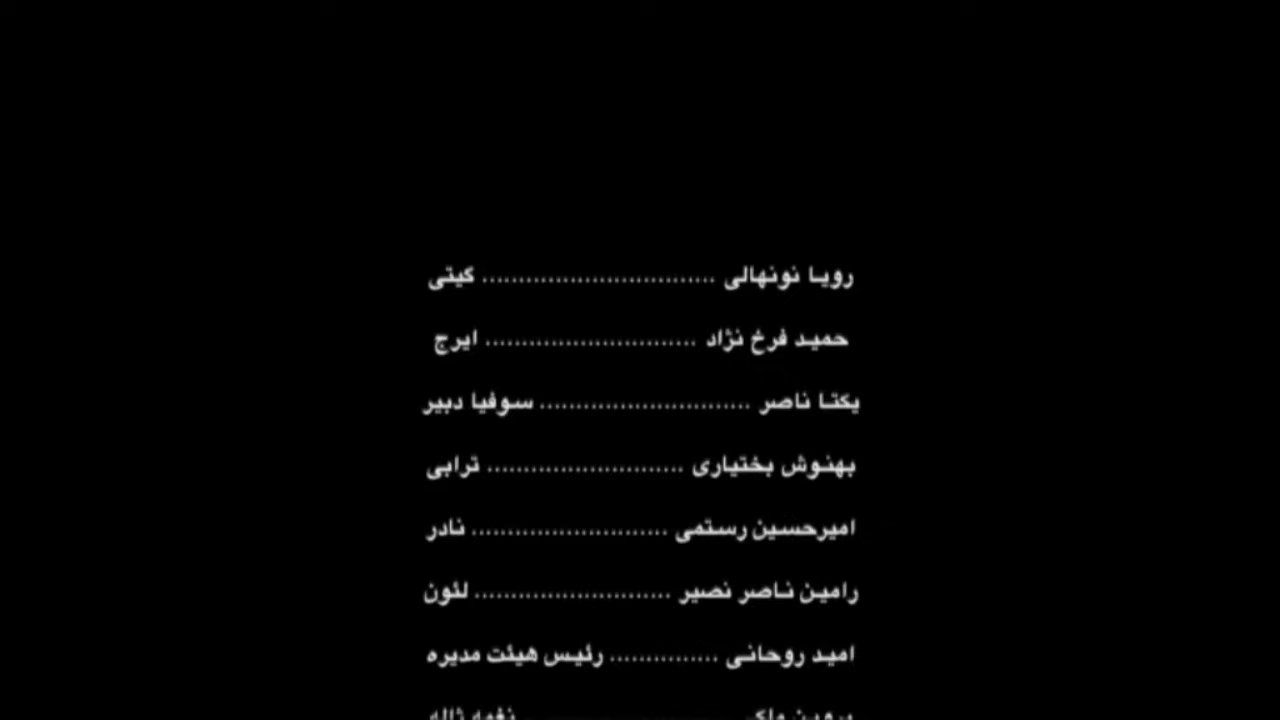 رویا نونهالی ................................ گیتی
حمید فرخ نژاد ............................. ایرج
یکتا ناصر ............................. سوفیا دبیر
بهنوش بختیاری ........................... ترابی
امیرحسین رستمی ........................... نادر
رامین ناصر نصیر ........................... لئون
امید روحانی ............... رئیس هیئت مدیره